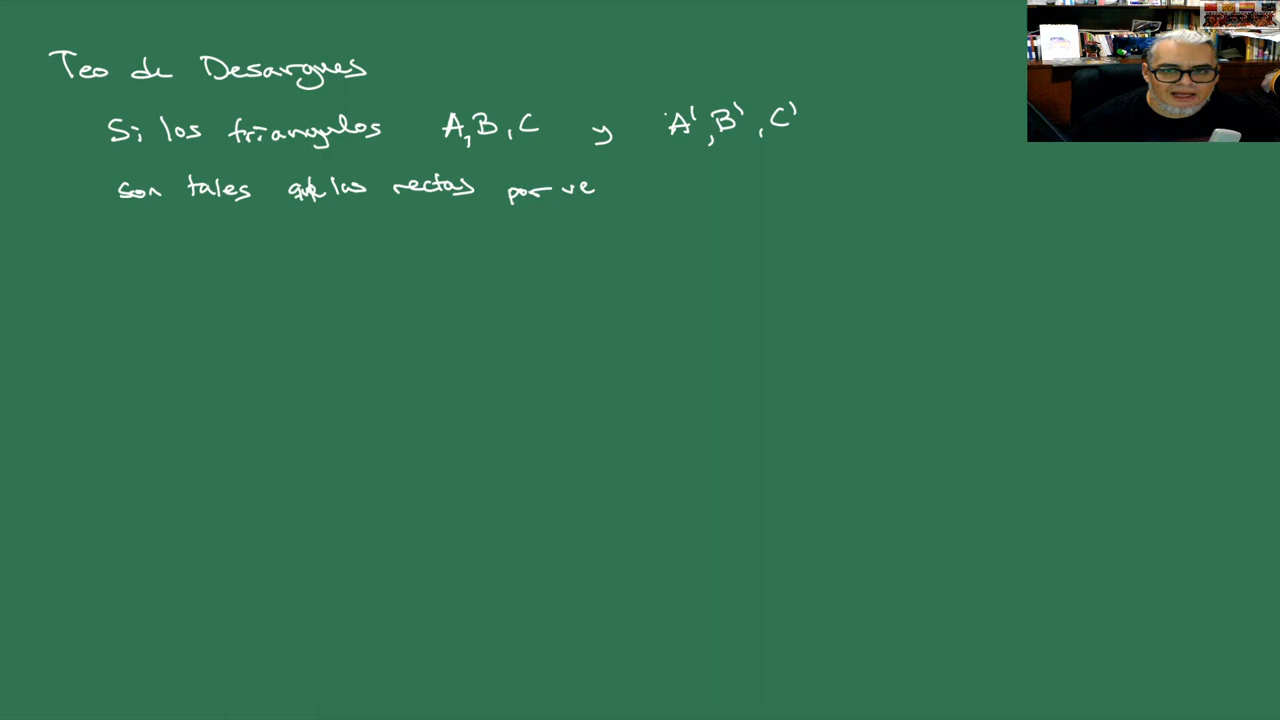 Teo de Desargues
Si los triangulos A, B, C y A', B', C'
son tales que las rectas por ve